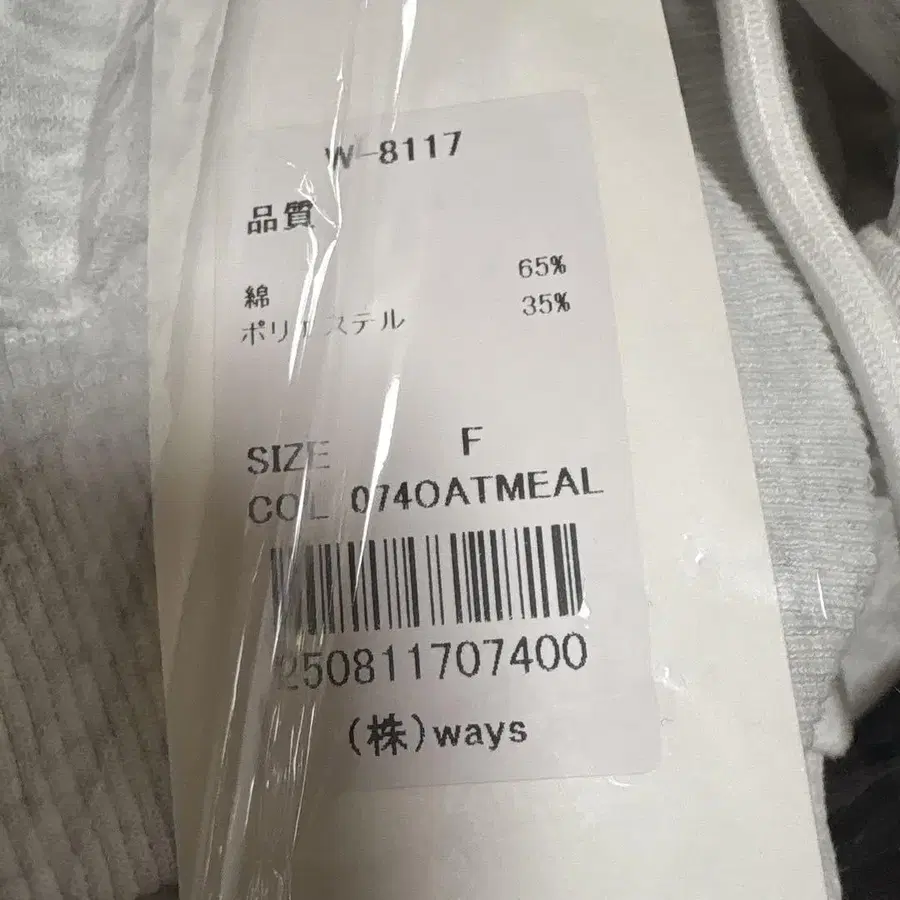 W-8117
品質
綿 65%
ポリエステル 35%
SIZE F
COL 074OATMEAL
250811707400
(株)ways